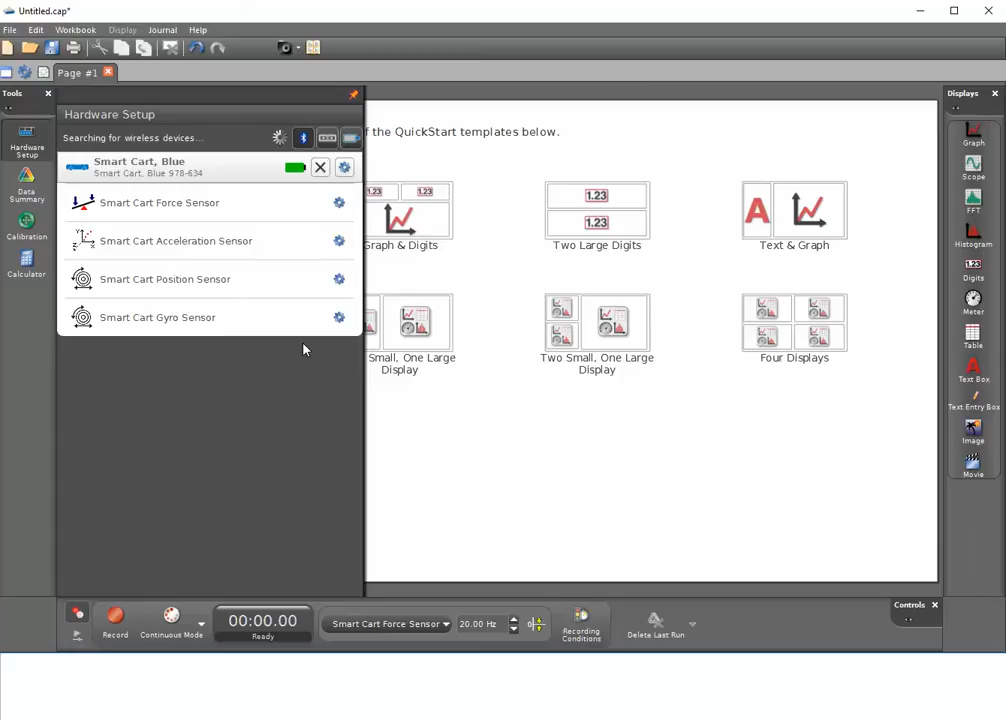 Untitled.cap*
File Edit Workbook Display Journal Help
Page #1
Tools
Displays
Hardware Setup
Searching for wireless devices...
f the QuickStart templates below.
Smart Cart, Blue
Smart Cart, Blue 978-634
Smart Cart Force Sensor
Smart Cart Acceleration Sensor
Smart Cart Position Sensor
Smart Cart Gyro Sensor
Hardware
Setup
Data
Summary
Calibration
Calculator
1.23 1.23
Graph & Digits
1.23
1.23
Two Large Digits
A
Text & Graph
Small, One Large
Display
Two Small, One Large
Display
Four Displays
Graph
Scope
FFT
Histogram
1.23
Digits
Meter
Table
A
Text Box
Text Entry Box
Image
Movie
Record
Continuous Mode
00:00.00
Ready
Smart Cart Force Sensor
20.00 Hz
Recording
Conditions
Delete Last Run
Controls